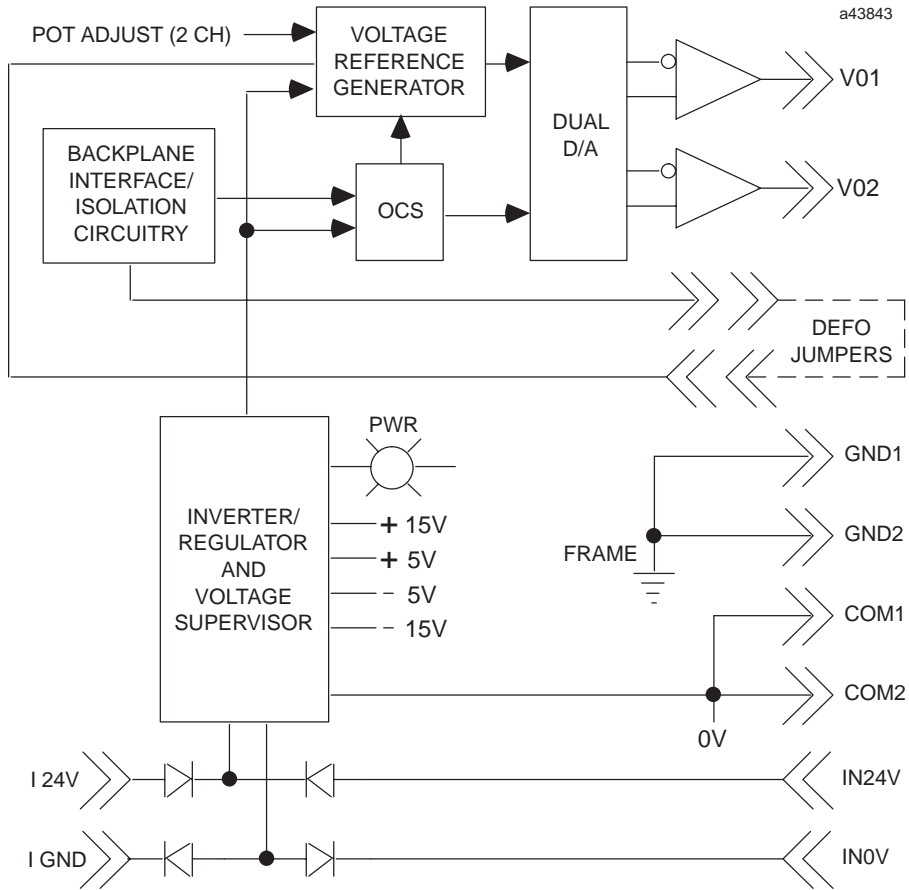 a43843
POT ADJUST (2 CH)
VOLTAGE
REFERENCE
GENERATOR
V01
BACKPLANE
INTERFACE/
ISOLATION
CIRCUITRY
OCS
DUAL
D/A
V02
DEFO
JUMPERS
PWR
INVERTER/
REGULATOR
AND
VOLTAGE
SUPERVISOR
+ 15V
+ 5V
- 5V
- 15V
GND1
GND2
FRAME
COM1
COM2
0V
I 24V
IN24V
I GND
IN0V